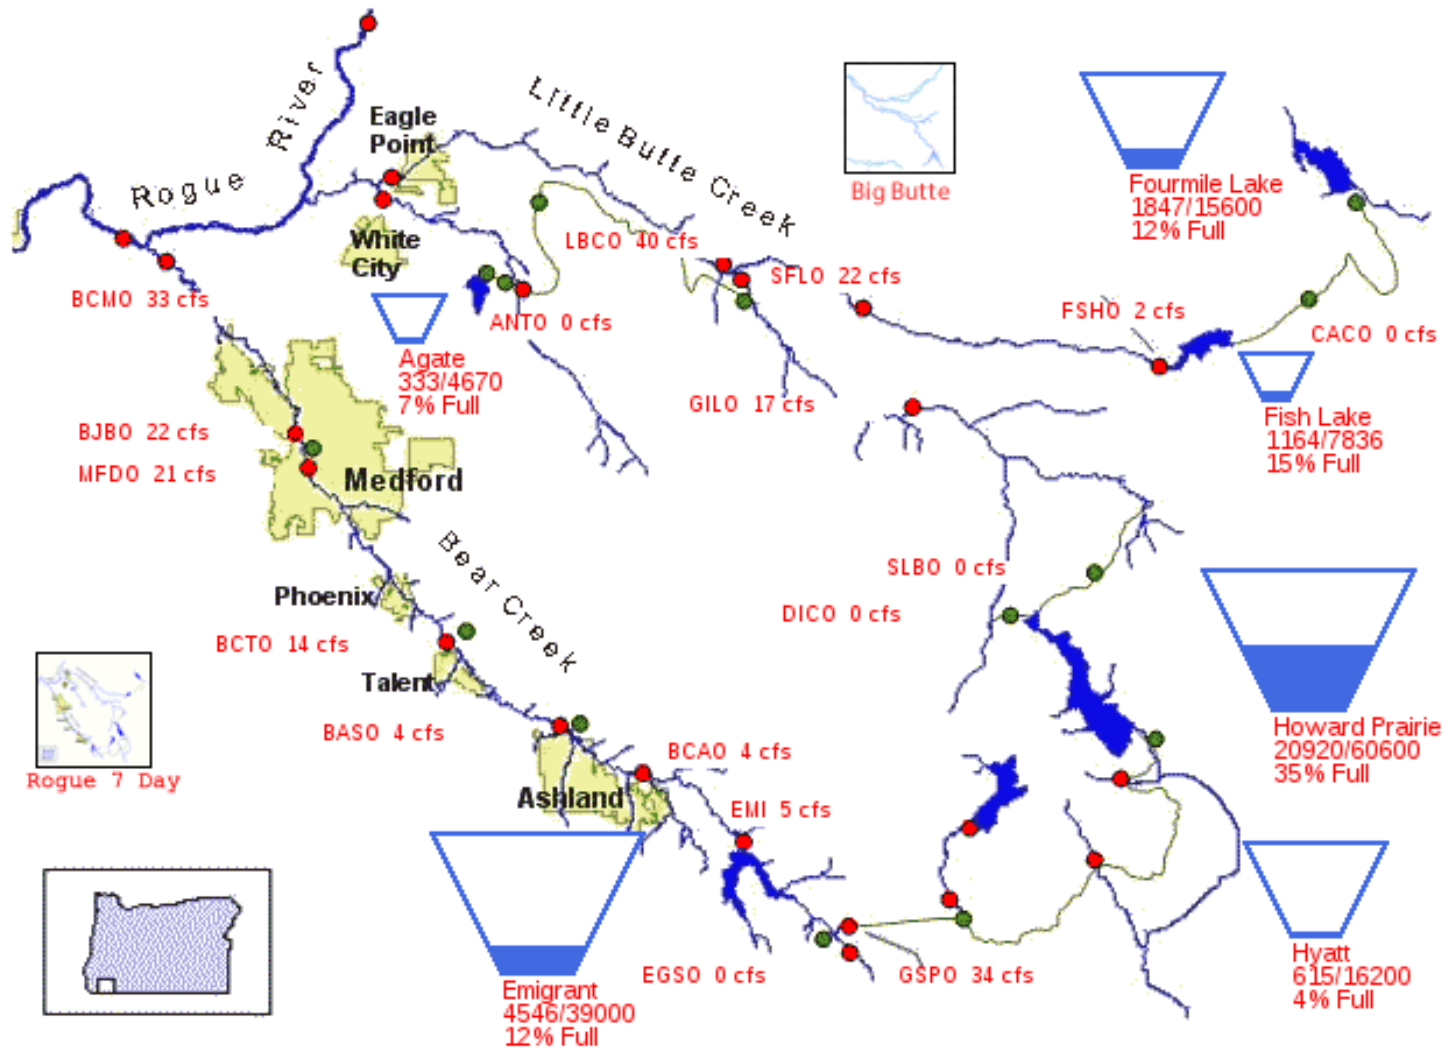 Rogue River
Eagle
Point
Little Butte Creek
Big Butte
Fourmile Lake
1847/15600
12% Full
White
City
LBCO 40 cfs
SFLO 22 cfs
BCMO 33 cfs
ANTO 0 cfs
FSHO 2 cfs
CACO 0 cfs
Agate
333/4670
7% Full
GILO 17 cfs
Fish Lake
1164/7836
15% Full
BJBO 22 cfs
MFDO 21 cfs
Medford
Bear Creek
SLBO 0 cfs
DICO 0 cfs
Phoenix
BCTO 14 cfs
Talent
Howard Prairie
20920/60600
35% Full
BASO 4 cfs
BCAO 4 cfs
Rogue 7 Day
Ashland
EMI 5 cfs
EGSO 0 cfs
GSPO 34 cfs
Hyatt
615/16200
4% Full
Emigrant
4546/39000
12% Full